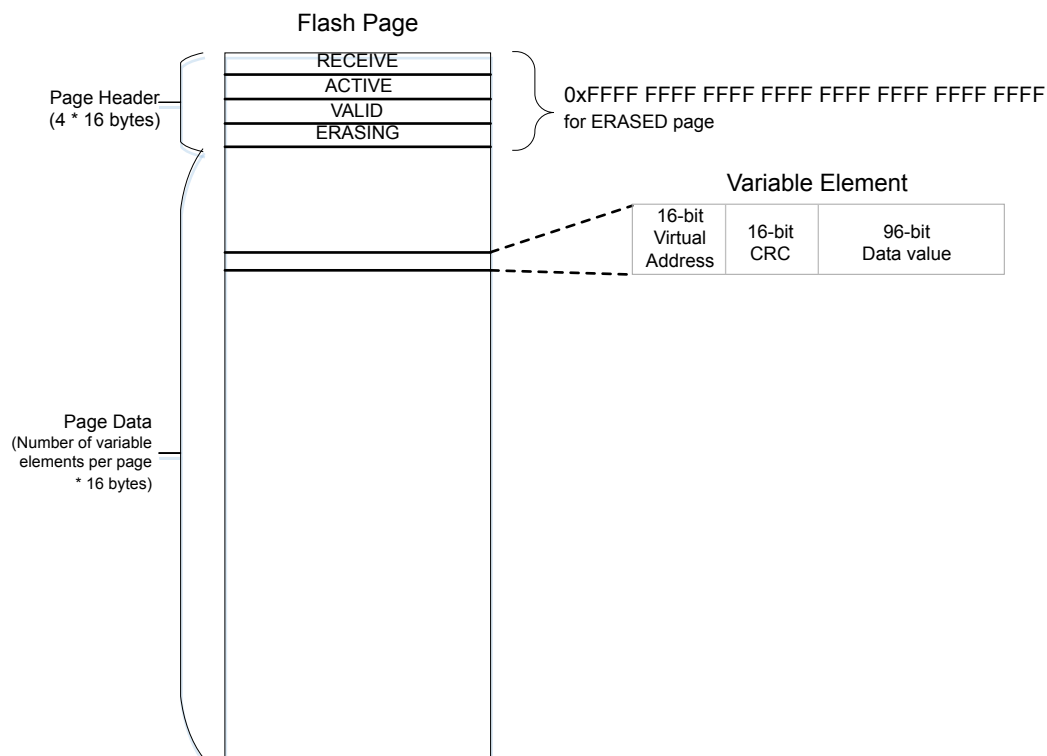 Flash Page
RECEIVE
ACTIVE
VALID
ERASING
Page Header
(4 * 16 bytes)
0xFFFF FFFF FFFF FFFF FFFF FFFF FFFF FFFF
for ERASED page
Variable Element
16-bit
Virtual
Address
16-bit
CRC
96-bit
Data value
Page Data
(Number of variable
elements per page
* 16 bytes)